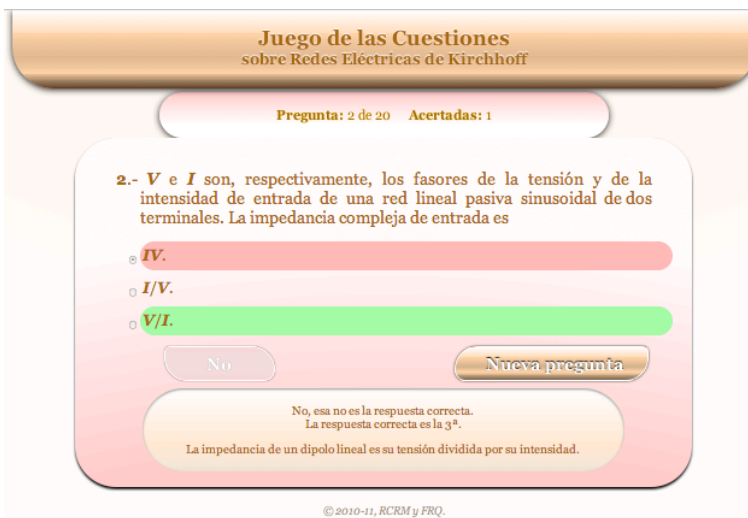 Juego de las Cuestiones
sobre Redes Eléctricas de Kirchhoff
Pregunta: 2 de 20 Acertadas: 1
2.- V e I son, respectivamente, los fasores de la tensión y de la
intensidad de entrada de una red lineal pasiva sinusoidal de dos
terminales. La impedancia compleja de entrada es
IV.
I/V.
V/I.
No
Nueva pregunta
No, esa no es la respuesta correcta.
La respuesta correcta es la 3ª.
La impedancia de un dipolo lineal es su tensión dividida por su intensidad.
© 2010-11, RCRM y FRQ.